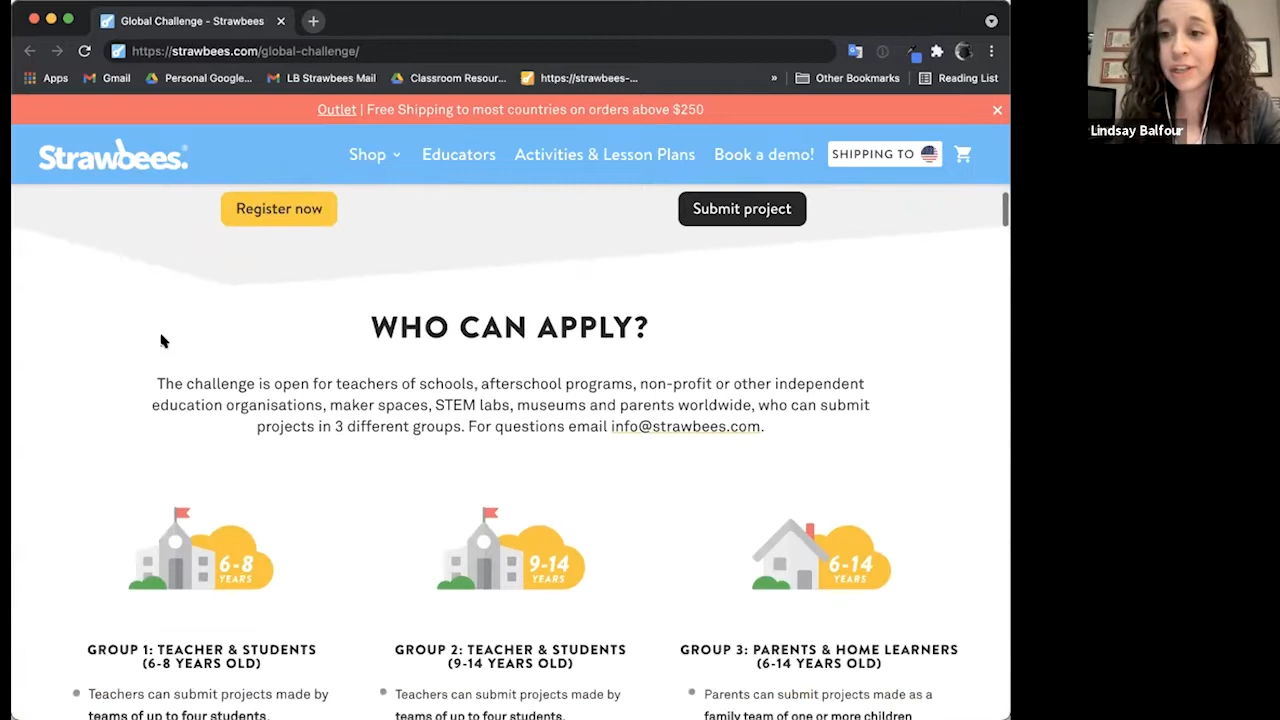 Global Challenge - Strawbees
https://strawbees.com/global-challenge/
Apps
Gmail
Personal Google...
LB Strawbees Mail
Classroom Resour...
https://strawbees-...
»
Other Bookmarks
Reading List
Outlet | Free Shipping to most countries on orders above $250
Strawbees.
Shop
Educators
Activities & Lesson Plans
Book a demo!
SHIPPING TO
Register now
Submit project
WHO CAN APPLY?
The challenge is open for teachers of schools, afterschool programs, non-profit or other independent
education organisations, maker spaces, STEM labs, museums and parents worldwide, who can submit
projects in 3 different groups. For questions email info@strawbees.com.
6-8
YEARS
9-14
YEARS
6-14
YEARS
GROUP 1: TEACHER & STUDENTS
(6-8 YEARS OLD)
Teachers can submit projects made by
teams of up to four students.
GROUP 2: TEACHER & STUDENTS
(9-14 YEARS OLD)
Teachers can submit projects made by
teams of up to four students.
GROUP 3: PARENTS & HOME LEARNERS
(6-14 YEARS OLD)
Parents can submit projects made as a
family team of one or more children
Lindsay Balfour